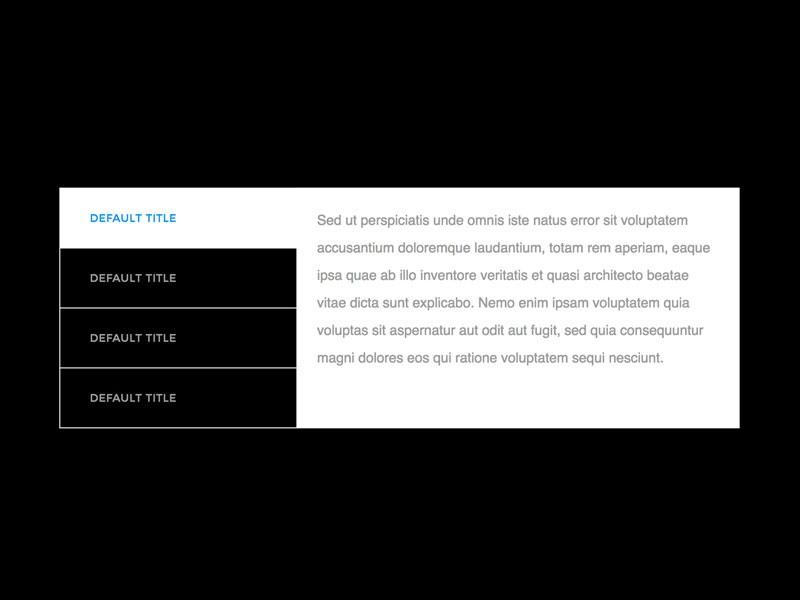 DEFAULT TITLE
DEFAULT TITLE
DEFAULT TITLE
DEFAULT TITLE
Sed ut perspiciatis unde omnis iste natus error sit voluptatem
accusantium doloremque laudantium, totam rem aperiam, eaque
ipsa quae ab illo inventore veritatis et quasi architecto beatae
vitae dicta sunt explicabo. Nemo enim ipsam voluptatem quia
voluptas sit aspernatur aut odit aut fugit, sed quia consequuntur
magni dolores eos qui ratione voluptatem sequi nesciunt.